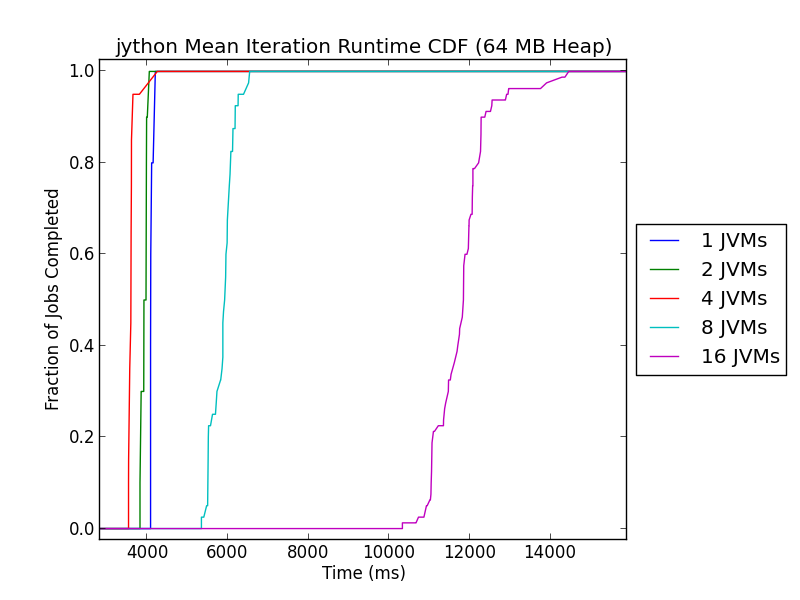 jython Mean Iteration Runtime CDF (64 MB Heap)
1.0
0.8
0.6
0.4
0.2
0.0
Fraction of Jobs Completed
4000 6000 8000 10000 12000 14000
Time (ms)
1 JVMs
2 JVMs
4 JVMs
8 JVMs
16 JVMs